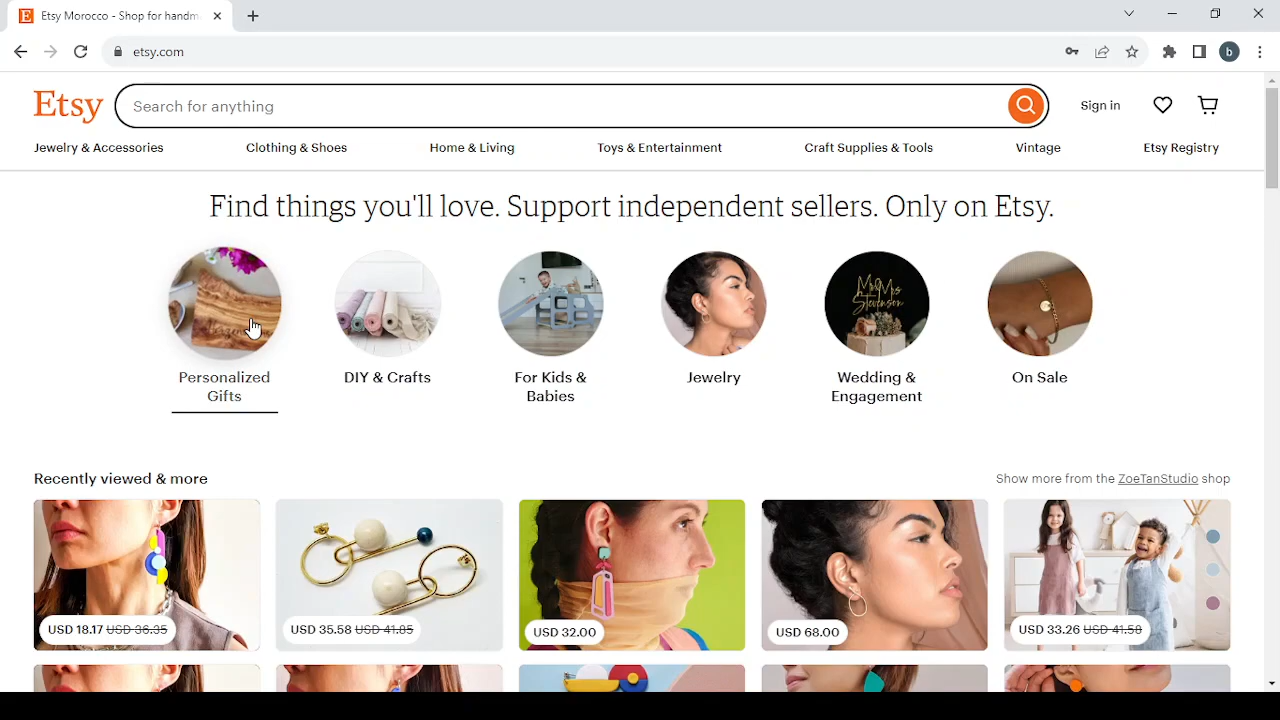 Etsy Morocco - Shop for handm
etsy.com
b
Etsy
Search for anything
Sign in
Jewelry & Accessories
Clothing & Shoes
Home & Living
Toys & Entertainment
Craft Supplies & Tools
Vintage
Etsy Registry
Find things you'll love. Support independent sellers. Only on Etsy.
Mr & Mrs
Stevenson
Personalized
Gifts
DIY & Crafts
For Kids &
Babies
Jewelry
Wedding &
Engagement
On Sale
Recently viewed & more
Show more from the ZoeTanStudio shop
USD 18.17 USD 36.35
USD 35.58 USD 41.85
USD 32.00
USD 68.00
USD 33.26 USD 41.58